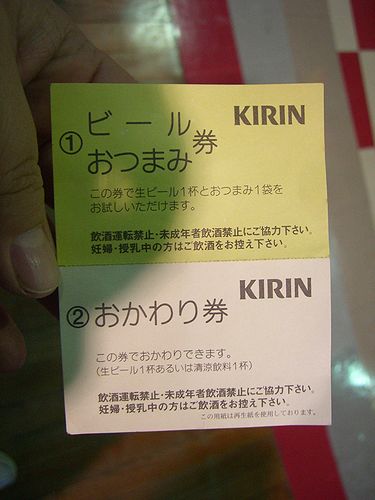 ① ビール おつまみ 券 KIRIN
この券で生ビール1杯とおつまみ1袋を
お試しいただけます。
飲酒運転禁止・未成年者飲酒禁止にご協力下さい。
妊婦・授乳中の方はご飲酒をお控え下さい。
KIRIN
② おかわり券
この券でおかわりできます。
(生ビール1杯あるいは清涼飲料1杯)
飲酒運転禁止・未成年者飲酒禁止にご協力下さい。
妊婦・授乳中の方はご飲酒をお控え下さい。
この用紙は再生紙を使用しております。